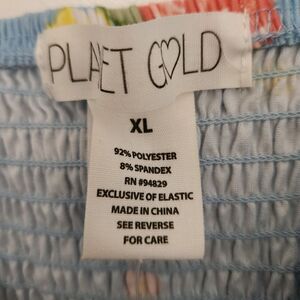 PLANET GOLD
XL
92% POLYESTER
8% SPANDEX
RN #94829
EXCLUSIVE OF ELASTIC
MADE IN CHINA
SEE REVERSE
FOR CARE